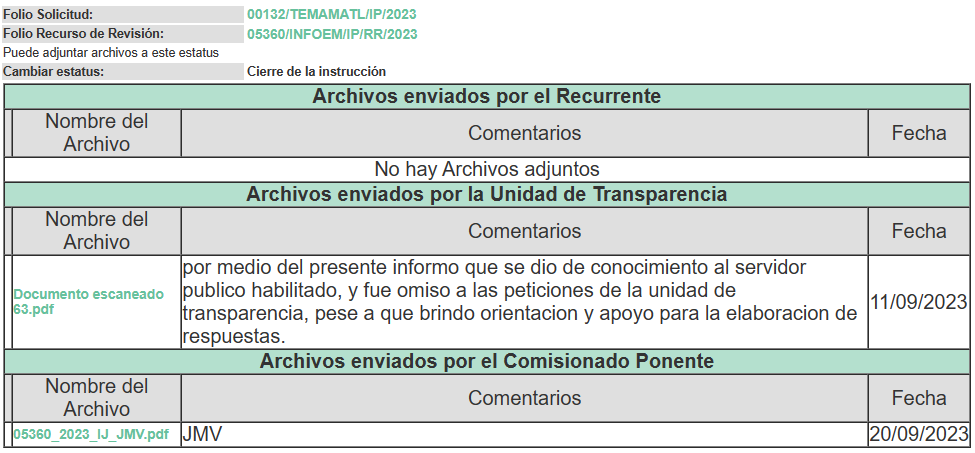 Folio Solicitud: 00132/TEMAMATL/IP/2023
Folio Recurso de Revisión: 05360/INFOEM/IP/RR/2023
Puede adjuntar archivos a este estatus
Cambiar estatus: Cierre de la instrucción
Archivos enviados por el Recurrente
Nombre del
Archivo
Comentarios
Fecha
No hay Archivos adjuntos
Archivos enviados por la Unidad de Transparencia
Nombre del
Archivo
Comentarios
Fecha
Documento escaneado
63.pdf
por medio del presente informo que se dio de conocimiento al servidor
publico habilitado, y fue omiso a las peticiones de la unidad de
transparencia, pese a que brindo orientacion y apoyo para la elaboracion de
respuestas.
11/09/2023
Archivos enviados por el Comisionado Ponente
Nombre del
Archivo
Comentarios
Fecha
05360_2023_IJ_JMV.pdf
JMV
20/09/2023